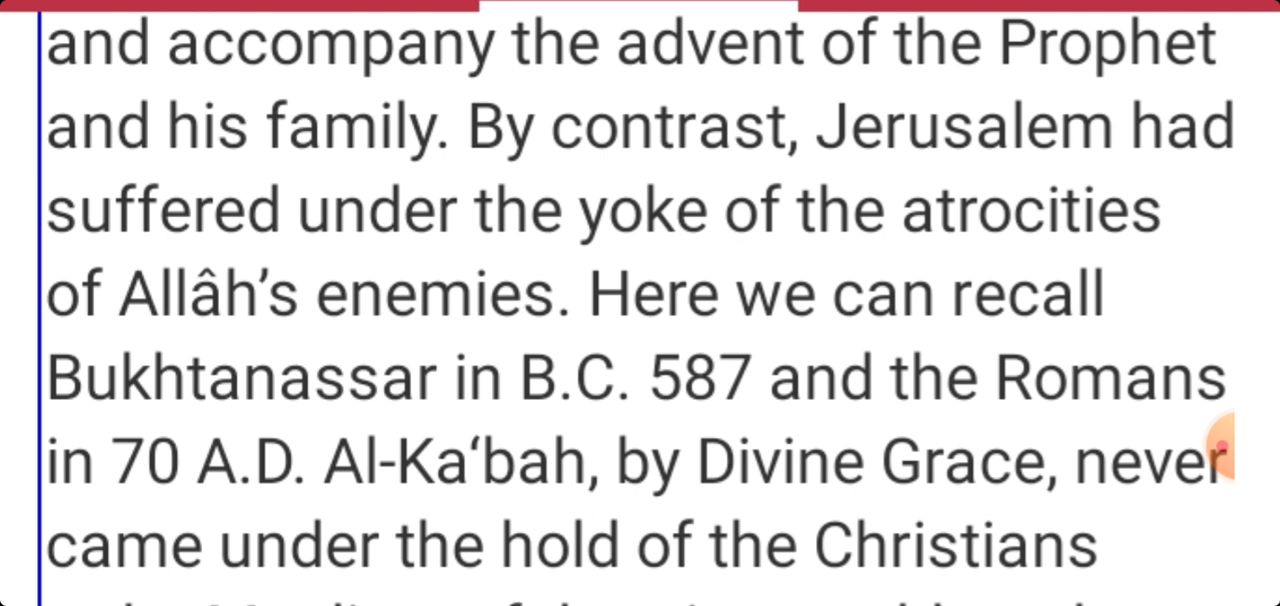 and accompany the advent of the Prophet
and his family. By contrast, Jerusalem had
suffered under the yoke of the atrocities
of Allâh’s enemies. Here we can recall
Bukhtanassar in B.C. 587 and the Romans
in 70 A.D. Al-Ka‘bah, by Divine Grace, never
came under the hold of the Christians